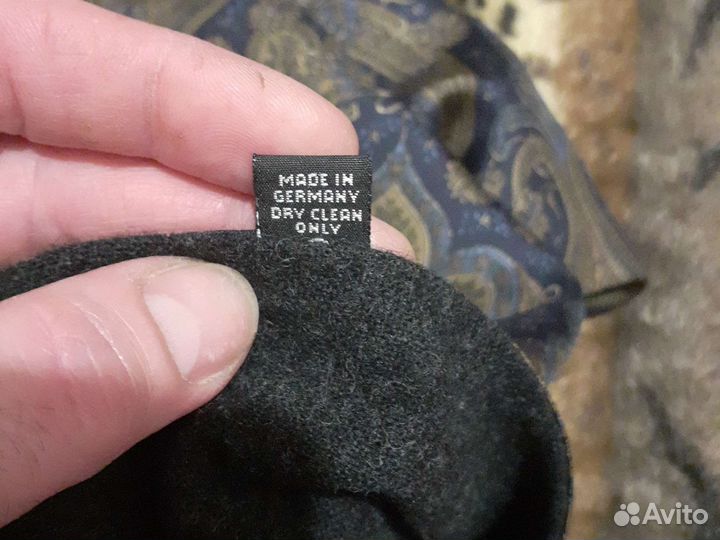 MADE IN
GERMANY
DRY CLEAN
ONLY
Avito